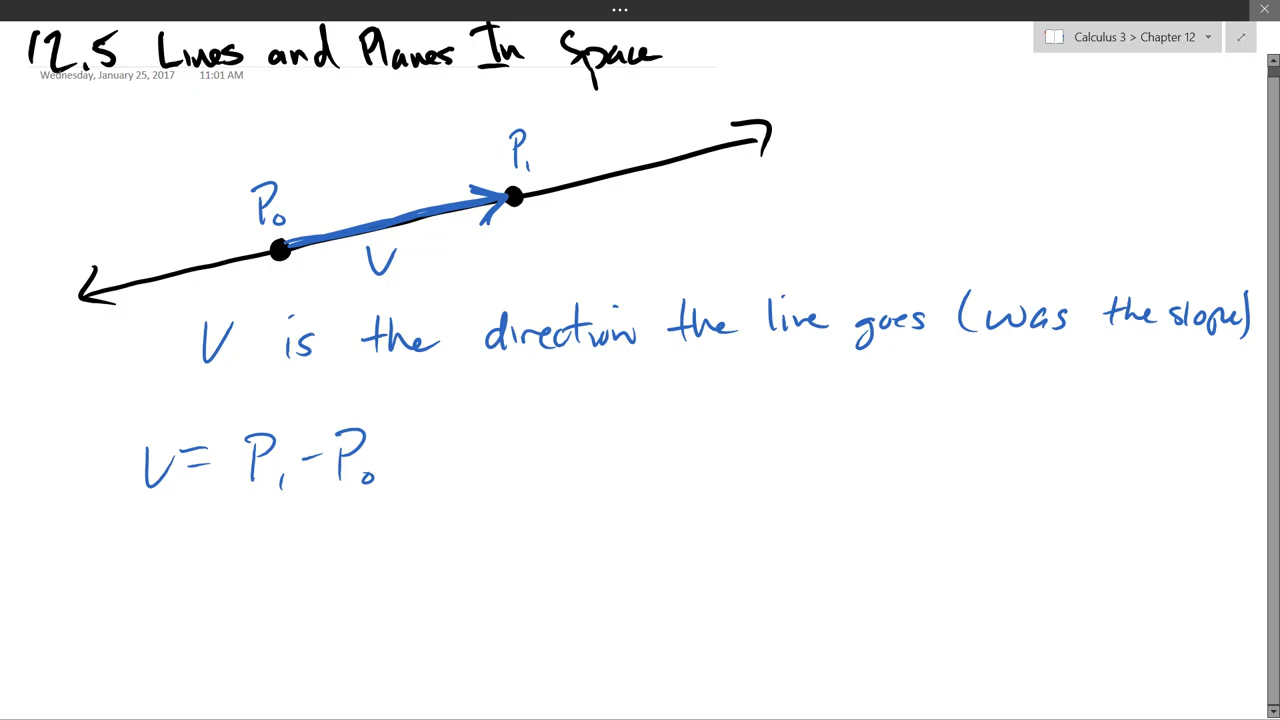 ...
Calculus 3 > Chapter 12
12.5 Lines and Planes In Space
Wednesday, January 25, 2017 11:01 AM
P₁
P₀
V
V is the direction the line goes (was the slope)
V = P₁ - P₀